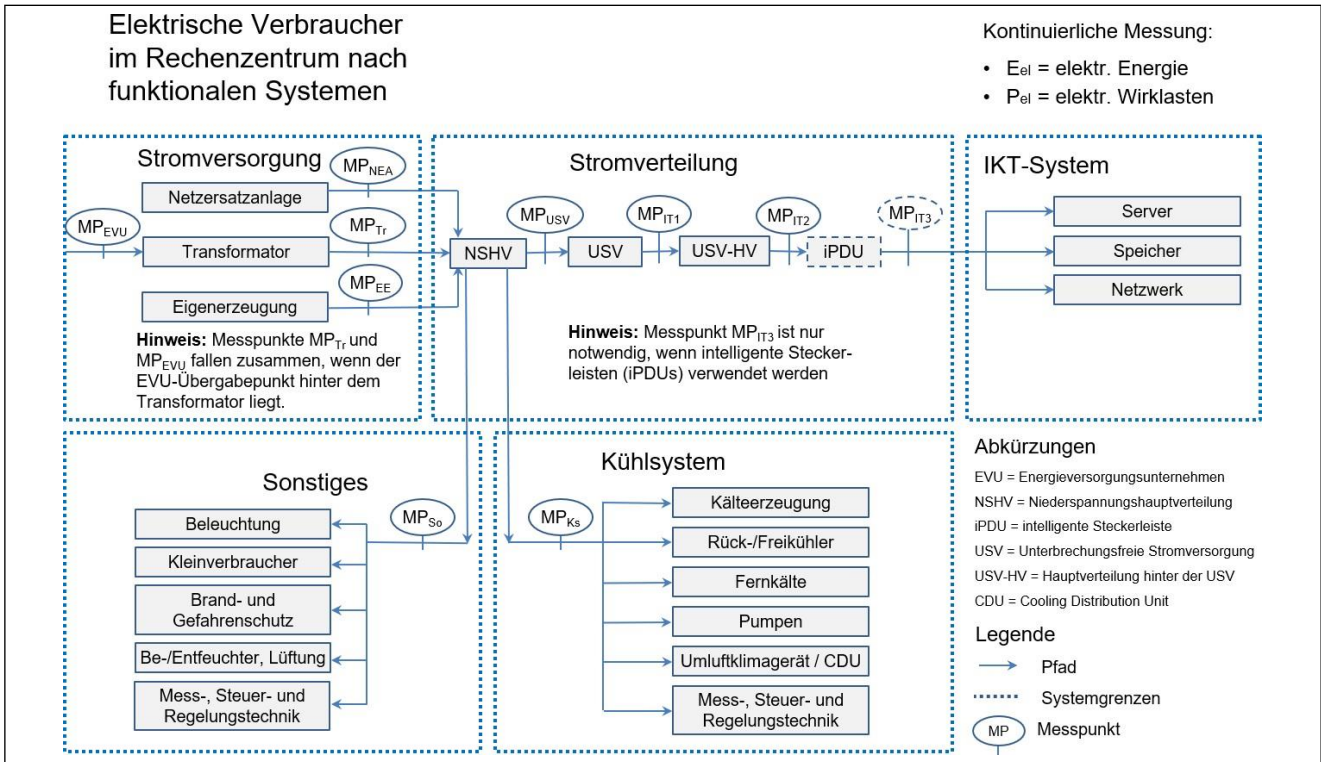 Elektrische Verbraucher
im Rechenzentrum nach
funktionalen Systemen
Kontinuierliche Messung:
• Eel = elektr. Energie
• Pel = elektr. Wirklasten
Stromversorgung
MPNEA
Netzersatzanlage
MPEVU
MPTr
Transformator
MPEE
Eigenerzeugung
Hinweis: Messpunkte MPTr und
MPEVU fallen zusammen, wenn der
EVU-Übergabepunkt hinter dem
Transformator liegt.
Stromverteilung
MPUSV
MPIT1
MPIT2
MPIT3
NSHV
USV
USV-HV
iPDU
Hinweis: Messpunkt MPIT3 ist nur
notwendig, wenn intelligente Stecker-
leisten (iPDUs) verwendet werden
IKT-System
Server
Speicher
Netzwerk
Sonstiges
MPSo
Beleuchtung
Kleinverbraucher
Brand- und
Gefahrenschutz
Be-/Entfeuchter, Lüftung
Mess-, Steuer- und
Regelungstechnik
Kühlsystem
MPKs
Kälteerzeugung
Rück-/Freikühler
Fernkälte
Pumpen
Umluftklimagerät / CDU
Mess-, Steuer- und
Regelungstechnik
Abkürzungen
EVU = Energieversorgungsunternehmen
NSHV = Niederspannungshauptverteilung
iPDU = intelligente Steckerleiste
USV = Unterbrechungsfreie Stromversorgung
USV-HV = Hauptverteilung hinter der USV
CDU = Cooling Distribution Unit
Legende
Pfad
Systemgrenzen
MP Messpunkt